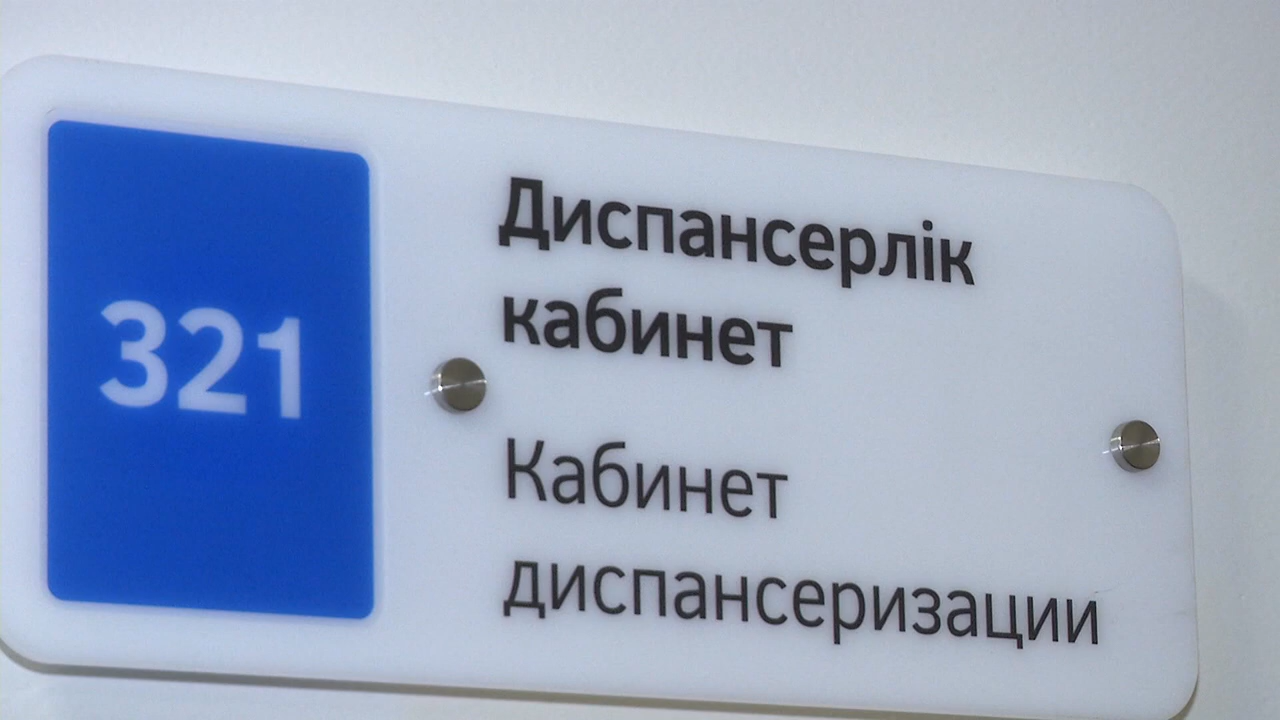 321
Диспансерлік
кабинет
Кабинет
диспансеризации